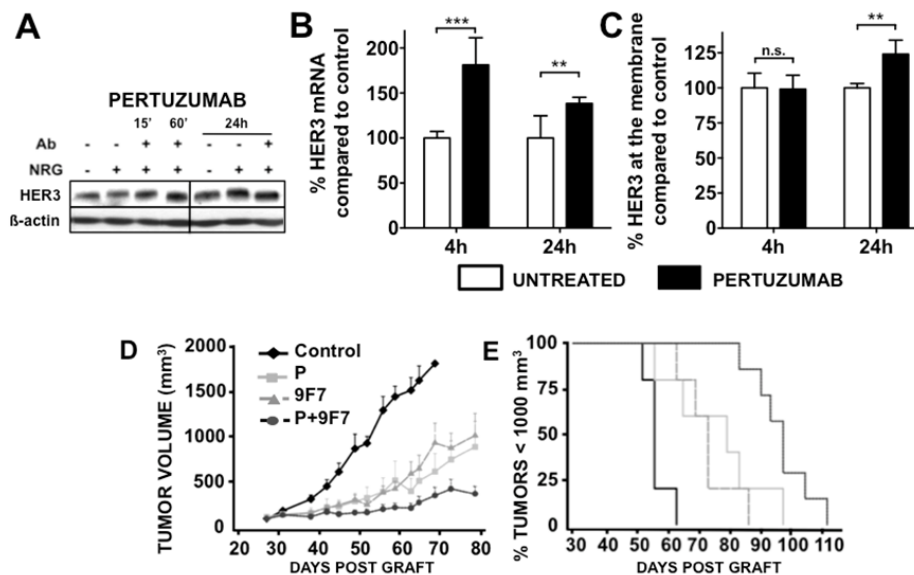 A
PERTUZUMAB
15' 60' 24h
Ab - - + + - - +
NRG - + + + - + +
HER3
ß-actin
B
% HER3 mRNA
compared to control
200
150
100
50
0
***
**
4h 24h
C
% HER3 at the membrane
compared to control
125
100
75
50
25
0
n.s.
**
4h 24h
UNTREATED PERTUZUMAB
D
TUMOR VOLUME (mm³)
2000
1500
1000
500
0
Control
P
9F7
P+9F7
20 30 40 50 60 70 80
DAYS POST GRAFT
E
% TUMORS < 1000 mm³
100
75
50
25
0
30 40 50 60 70 80 90 100 110
DAYS POST GRAFT